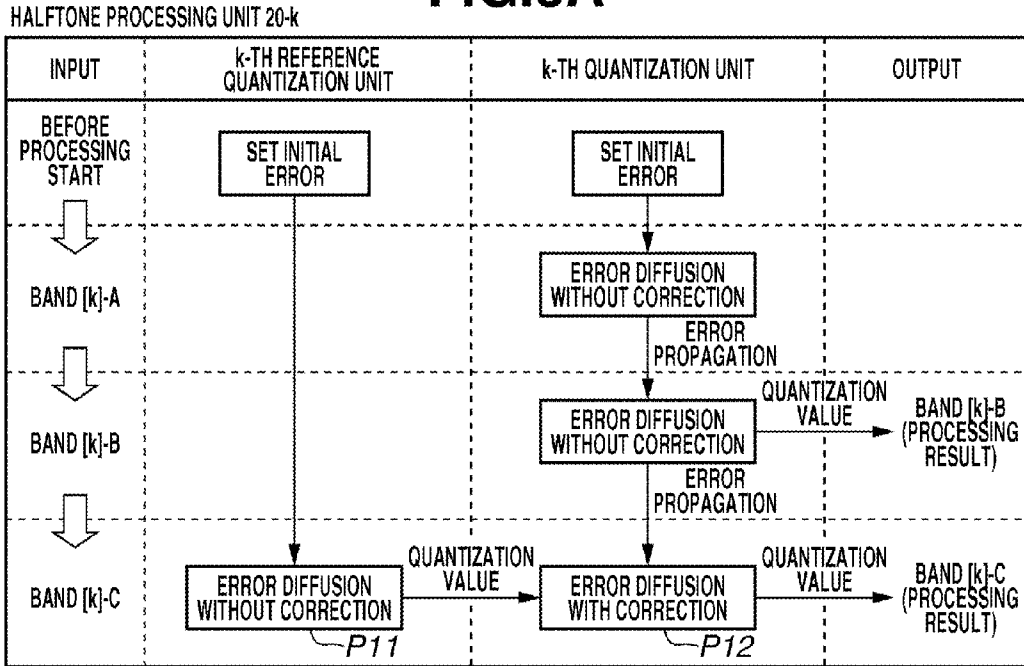 HALFTONE PROCESSING UNIT 20-k
INPUT
k-TH REFERENCE
QUANTIZATION UNIT
k-TH QUANTIZATION UNIT
OUTPUT
BEFORE
PROCESSING
START
SET INITIAL
ERROR
SET INITIAL
ERROR
BAND [k]-A
ERROR DIFFUSION
WITHOUT CORRECTION
ERROR
PROPAGATION
BAND [k]-B
ERROR DIFFUSION
WITHOUT CORRECTION
QUANTIZATION
VALUE
BAND [k]-B
(PROCESSING
RESULT)
ERROR
PROPAGATION
BAND [k]-C
ERROR DIFFUSION
WITHOUT CORRECTION
P11
QUANTIZATION
VALUE
ERROR DIFFUSION
WITH CORRECTION
P12
QUANTIZATION
VALUE
BAND [k]-C
(PROCESSING
RESULT)